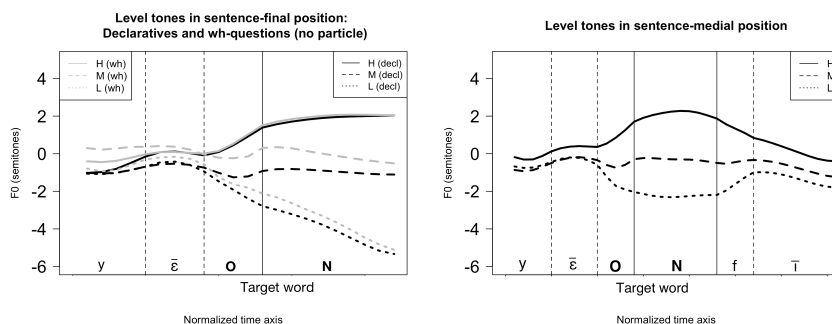 Level tones in sentence-final position:
Declaratives and wh-questions (no particle)
H (wh)
M (wh)
L (wh)
H (decl)
M (decl)
L (decl)
F0 (semitones)
4
2
0
-2
-4
-6
y
ɛ̄
O
N
Target word
Normalized time axis
Level tones in sentence-medial position
H
M
L
F0 (semitones)
4
2
0
-2
-4
-6
y
ɛ̄
O
N
f
ī
Target word
Normalized time axis